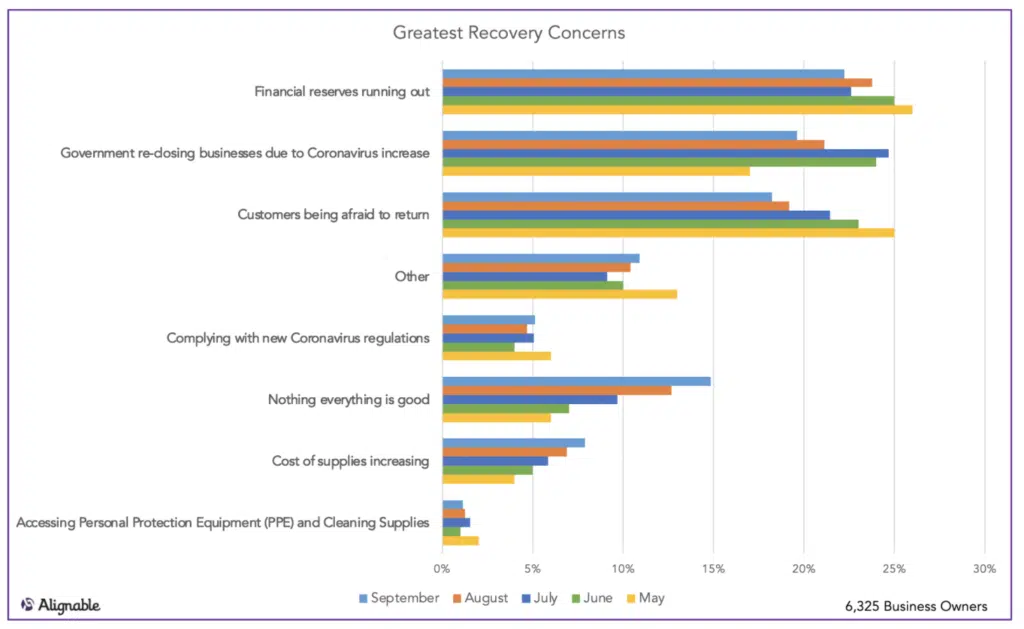 Greatest Recovery Concerns
Financial reserves running out
Government re-closing businesses due to Coronavirus increase
Customers being afraid to return
Other
Complying with new Coronavirus regulations
Nothing everything is good
Cost of supplies increasing
Accessing Personal Protection Equipment (PPE) and Cleaning Supplies
0% 5% 10% 15% 20% 25% 30%
September August July June May
Alignable
6,325 Business Owners